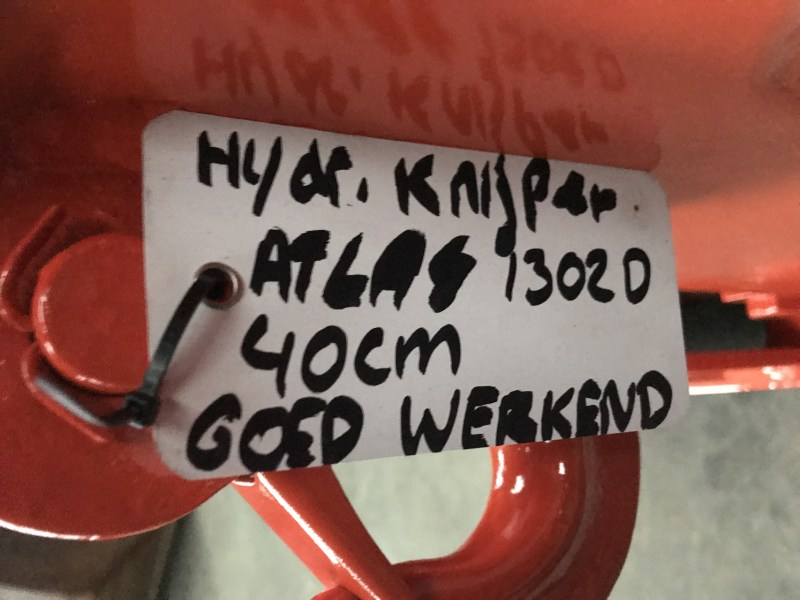 Hydr. Knijper
ATLAS 1302D
40cm
GOED WERKEND